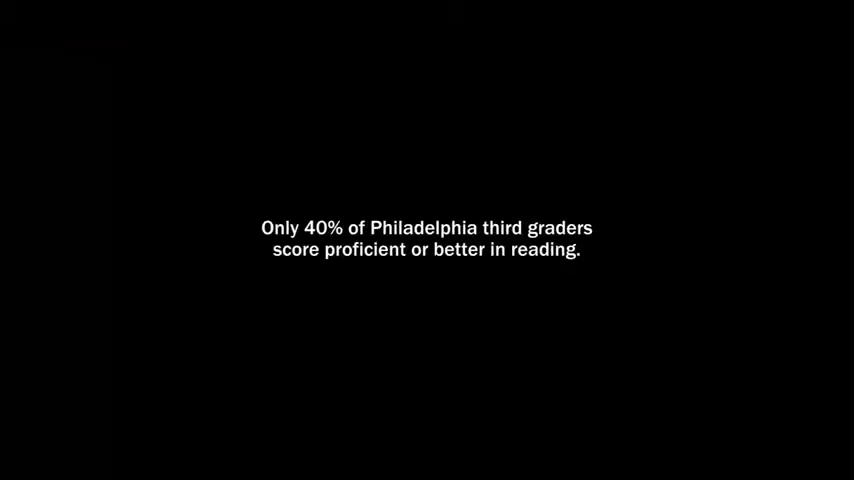 Only 40% of Philadelphia third graders
score proficient or better in reading.